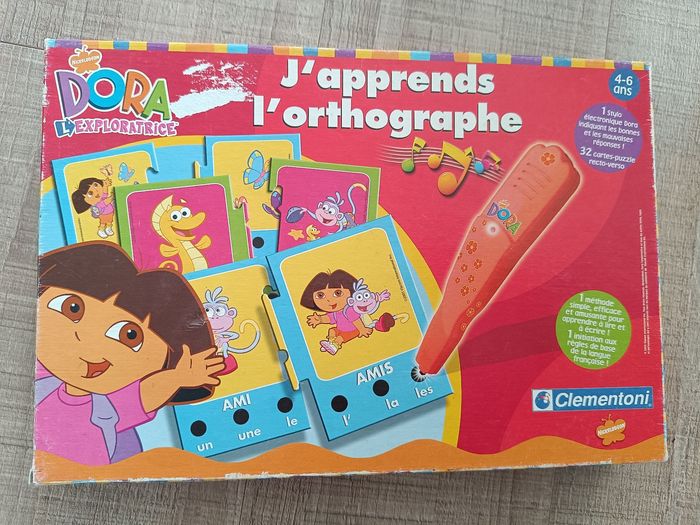 NICKELODEON
DORA
L'EXPLORATRICE
J'apprends
l'orthographe
4-6
ans
1 stylo
électronique Dora
indiquant les bonnes
et les mauvaises
réponses !
32 cartes-puzzle
recto-verso
DORA
1 méthode
simple, efficace
et amusante pour
apprendre à lire et
à écrire !
1 initiation aux
règles de base
de la langue
française !
AMI
un une le
AMIS
l' la les
Clementoni
NICKELODEON